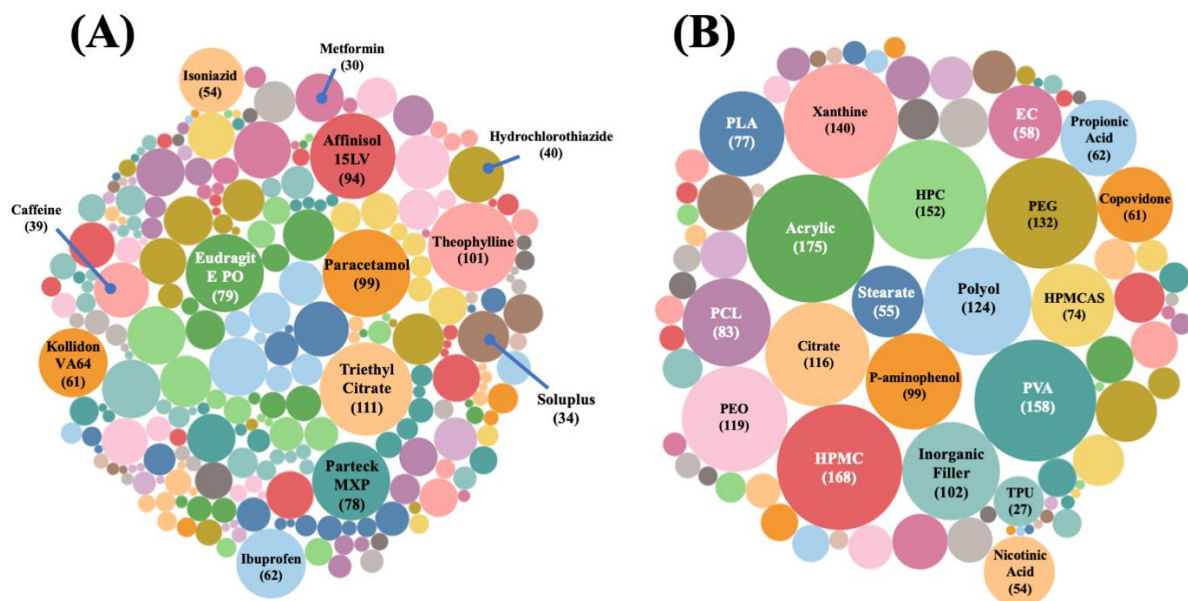 (A)
Metformin
(30)
Isoniazid
(54)
Affinisol
15LV
(94)
Hydrochlorothiazide
(40)
Caffeine
(39)
Eudragit
E PO
(79)
Paracetamol
(99)
Theophylline
(101)
Kollidon
VA64
(61)
Triethyl
Citrate
(111)
Soluplus
(34)
Parteck
MXP
(78)
Ibuprofen
(62)
(B)
PLA
(77)
Xanthine
(140)
EC
(58)
Propionic
Acid
(62)
HPC
(152)
PEG
(132)
Copovidone
(61)
Acrylic
(175)
Stearate
(55)
Polyol
(124)
HPMCAS
(74)
PCL
(83)
Citrate
(116)
P-aminophenol
(99)
PVA
(158)
PEO
(119)
HPMC
(168)
Inorganic
Filler
(102)
TPU
(27)
Nicotinic
Acid
(54)